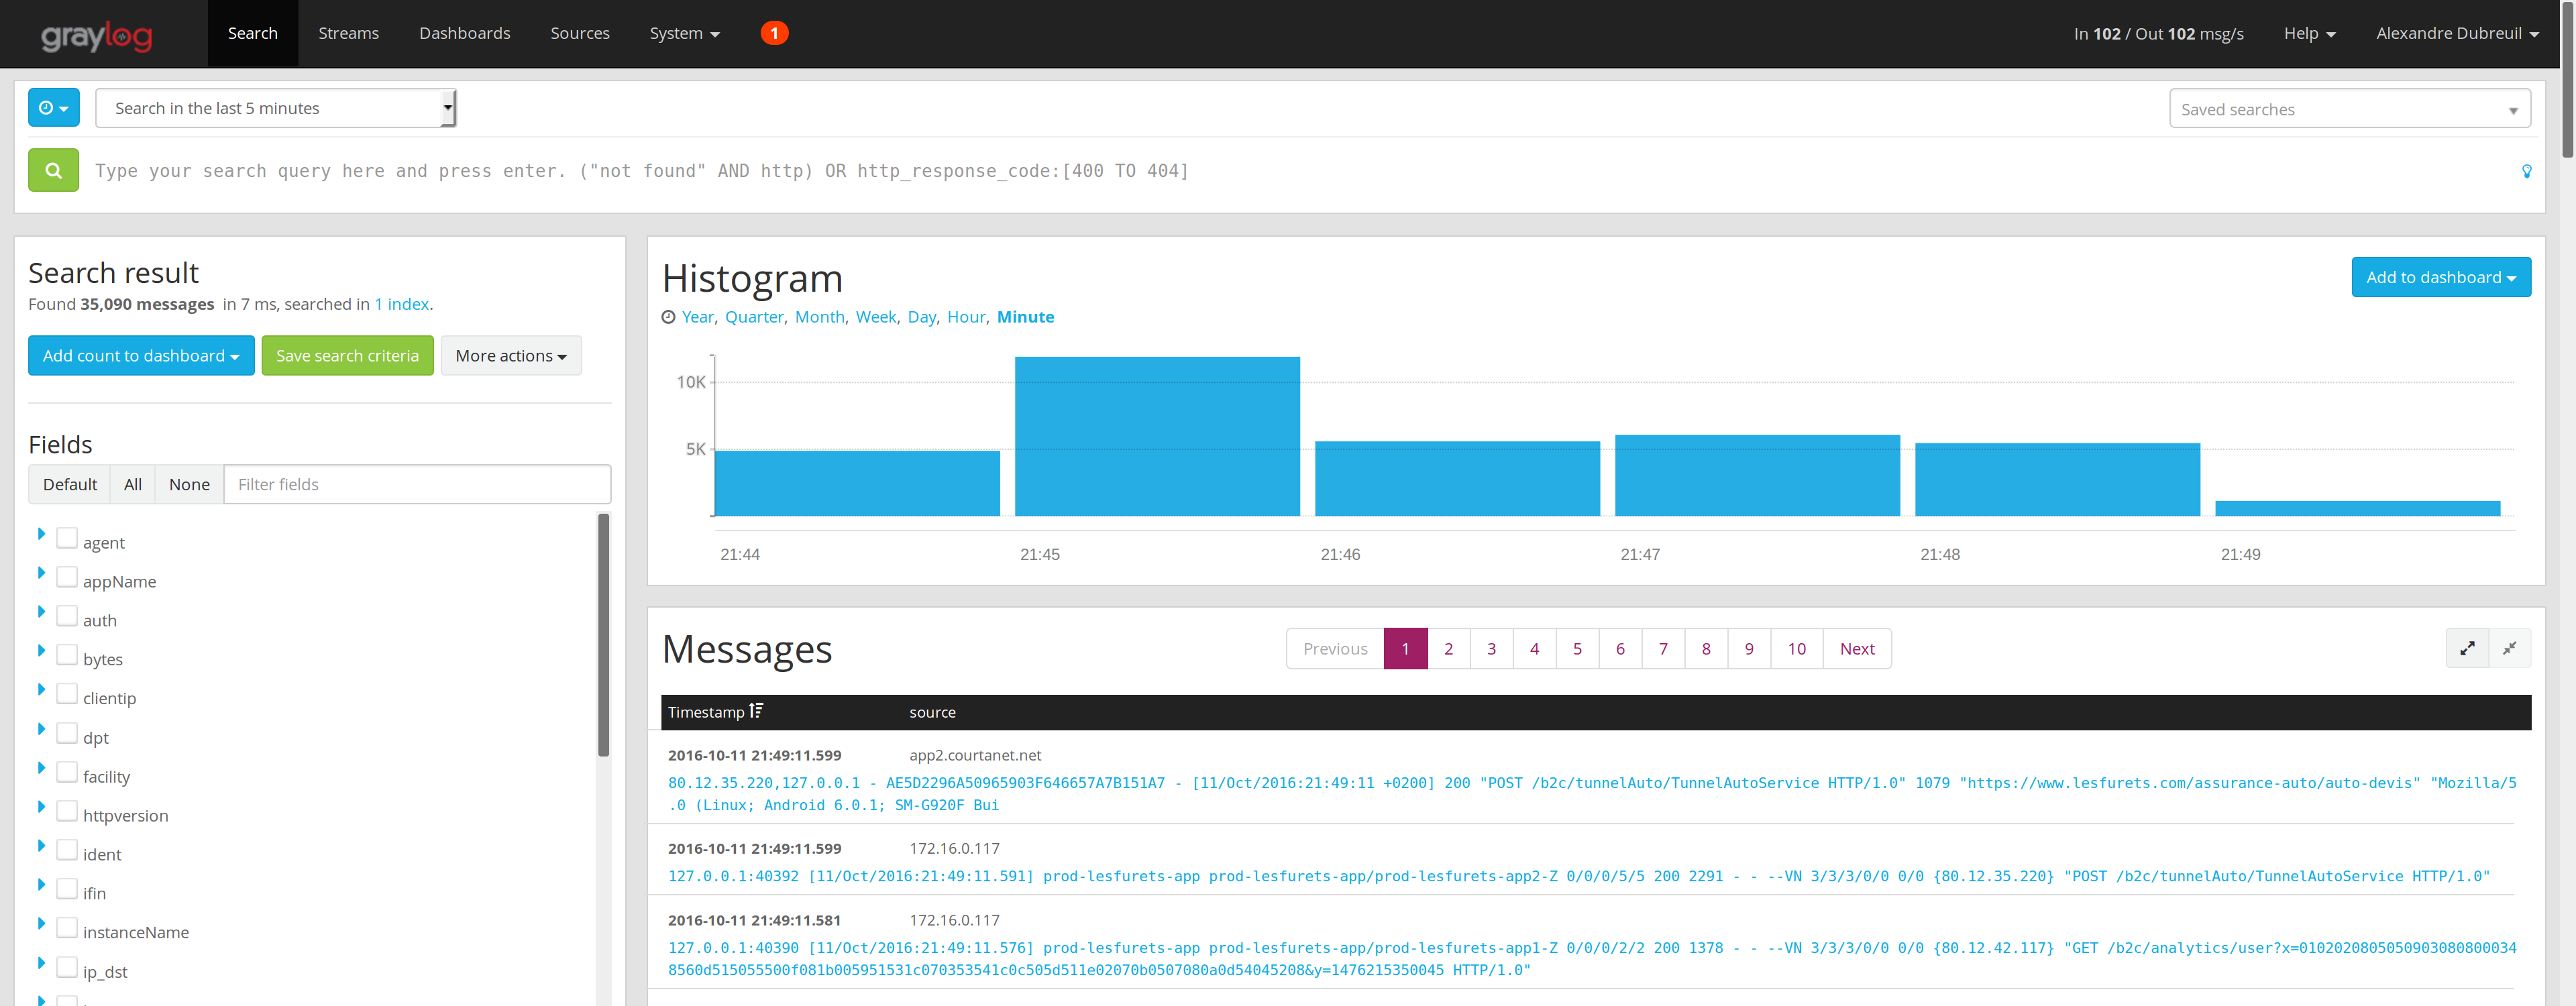 graylog
Search Streams Dashboards Sources System 1 In 102 / Out 102 msg/s Help Alexandre Dubreuil
Search in the last 5 minutes Saved searches
Type your search query here and press enter. ("not found" AND http) OR http_response_code:[400 TO 404]
Search result
Found 35,090 messages in 7 ms, searched in 1 index.
Add count to dashboard Save search criteria More actions
Fields
Default All None Filter fields
agent
appName
auth
bytes
clientip
dpt
facility
httpversion
ident
ifin
instanceName
ip_dst
Histogram
Add to dashboard
Year, Quarter, Month, Week, Day, Hour, Minute
10K
5K
21:44 21:45 21:46 21:47 21:48 21:49
Messages
Previous 1 2 3 4 5 6 7 8 9 10 Next
Timestamp source
2016-10-11 21:49:11.599 app2.courtanet.net
80.12.35.220,127.0.0.1 - AE5D2296A50965903F646657A7B151A7 - [11/Oct/2016:21:49:11 +0200] 200 "POST /b2c/tunnelAuto/TunnelAutoService HTTP/1.0" 1079 "https://www.lesfurets.com/assurance-auto/auto-devis" "Mozilla/5
.0 (Linux; Android 6.0.1; SM-G920F Bui
2016-10-11 21:49:11.599 172.16.0.117
127.0.0.1:40392 [11/Oct/2016:21:49:11.591] prod-lesfurets-app prod-lesfurets-app/prod-lesfurets-app2-Z 0/0/0/5/5 200 2291 - - --VN 3/3/3/0/0 0/0 {80.12.35.220} "POST /b2c/tunnelAuto/TunnelAutoService HTTP/1.0"
2016-10-11 21:49:11.581 172.16.0.117
127.0.0.1:40390 [11/Oct/2016:21:49:11.576] prod-lesfurets-app prod-lesfurets-app/prod-lesfurets-app1-Z 0/0/0/2/2 200 1378 - - --VN 3/3/3/0/0 0/0 {80.12.42.117} "GET /b2c/analytics/user?x=0102020805050903080800034
8560d515055500f081b005951531c070353541c0c505d511e02070b0507080a0d54045208&y=1476215350045 HTTP/1.0"